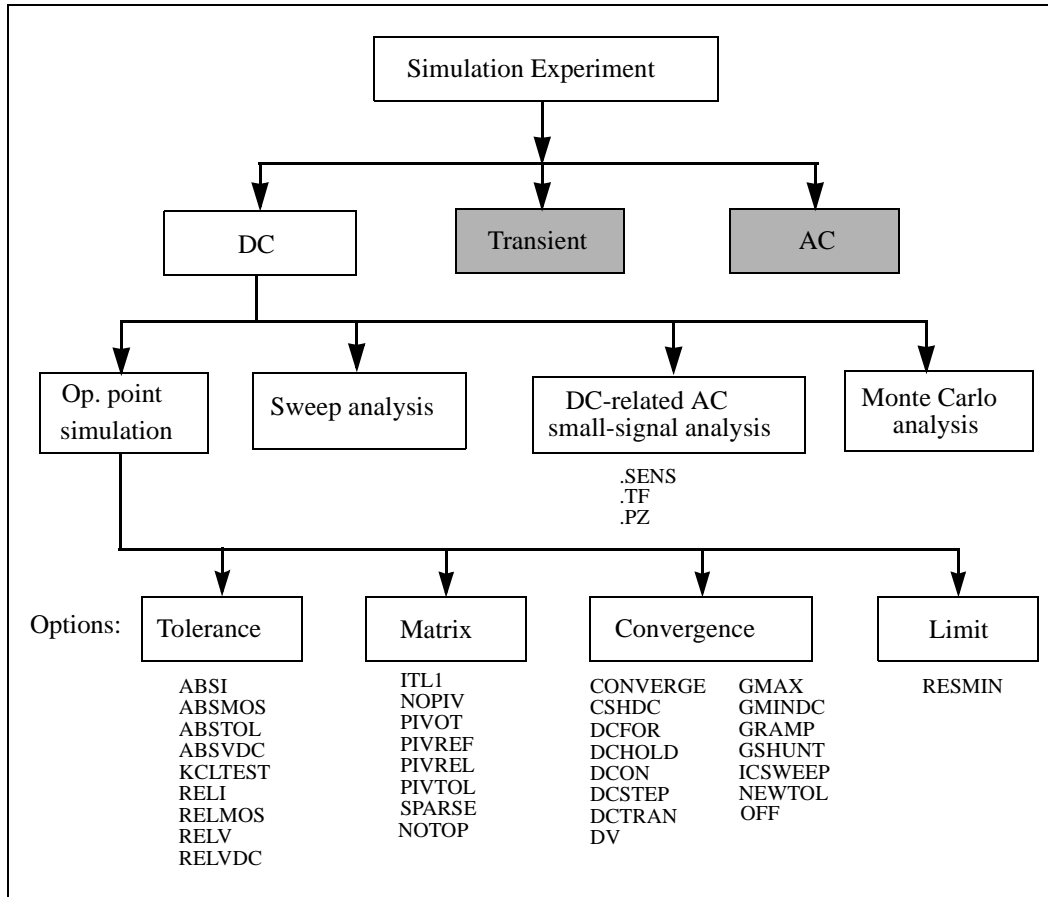 Simulation Experiment
DC
Transient
AC
Op. point
simulation
Sweep analysis
DC-related AC
small-signal analysis
Monte Carlo
analysis
.SENS
.TF
.PZ
Options:
Tolerance
Matrix
Convergence
Limit
ABSI
ABSMOS
ABSTOL
ABSVDC
KCLTEST
RELI
RELMOS
RELV
RELVDC
ITL1
NOPIV
PIVOT
PIVREF
PIVREL
PIVTOL
SPARSE
NOTOP
CONVERGE
CSHDC
DCFOR
DCHOLD
DCON
DCSTEP
DCTRAN
DV
GMAX
GMINDC
GRAMP
GSHUNT
ICSWEEP
NEWTOL
OFF
RESMIN